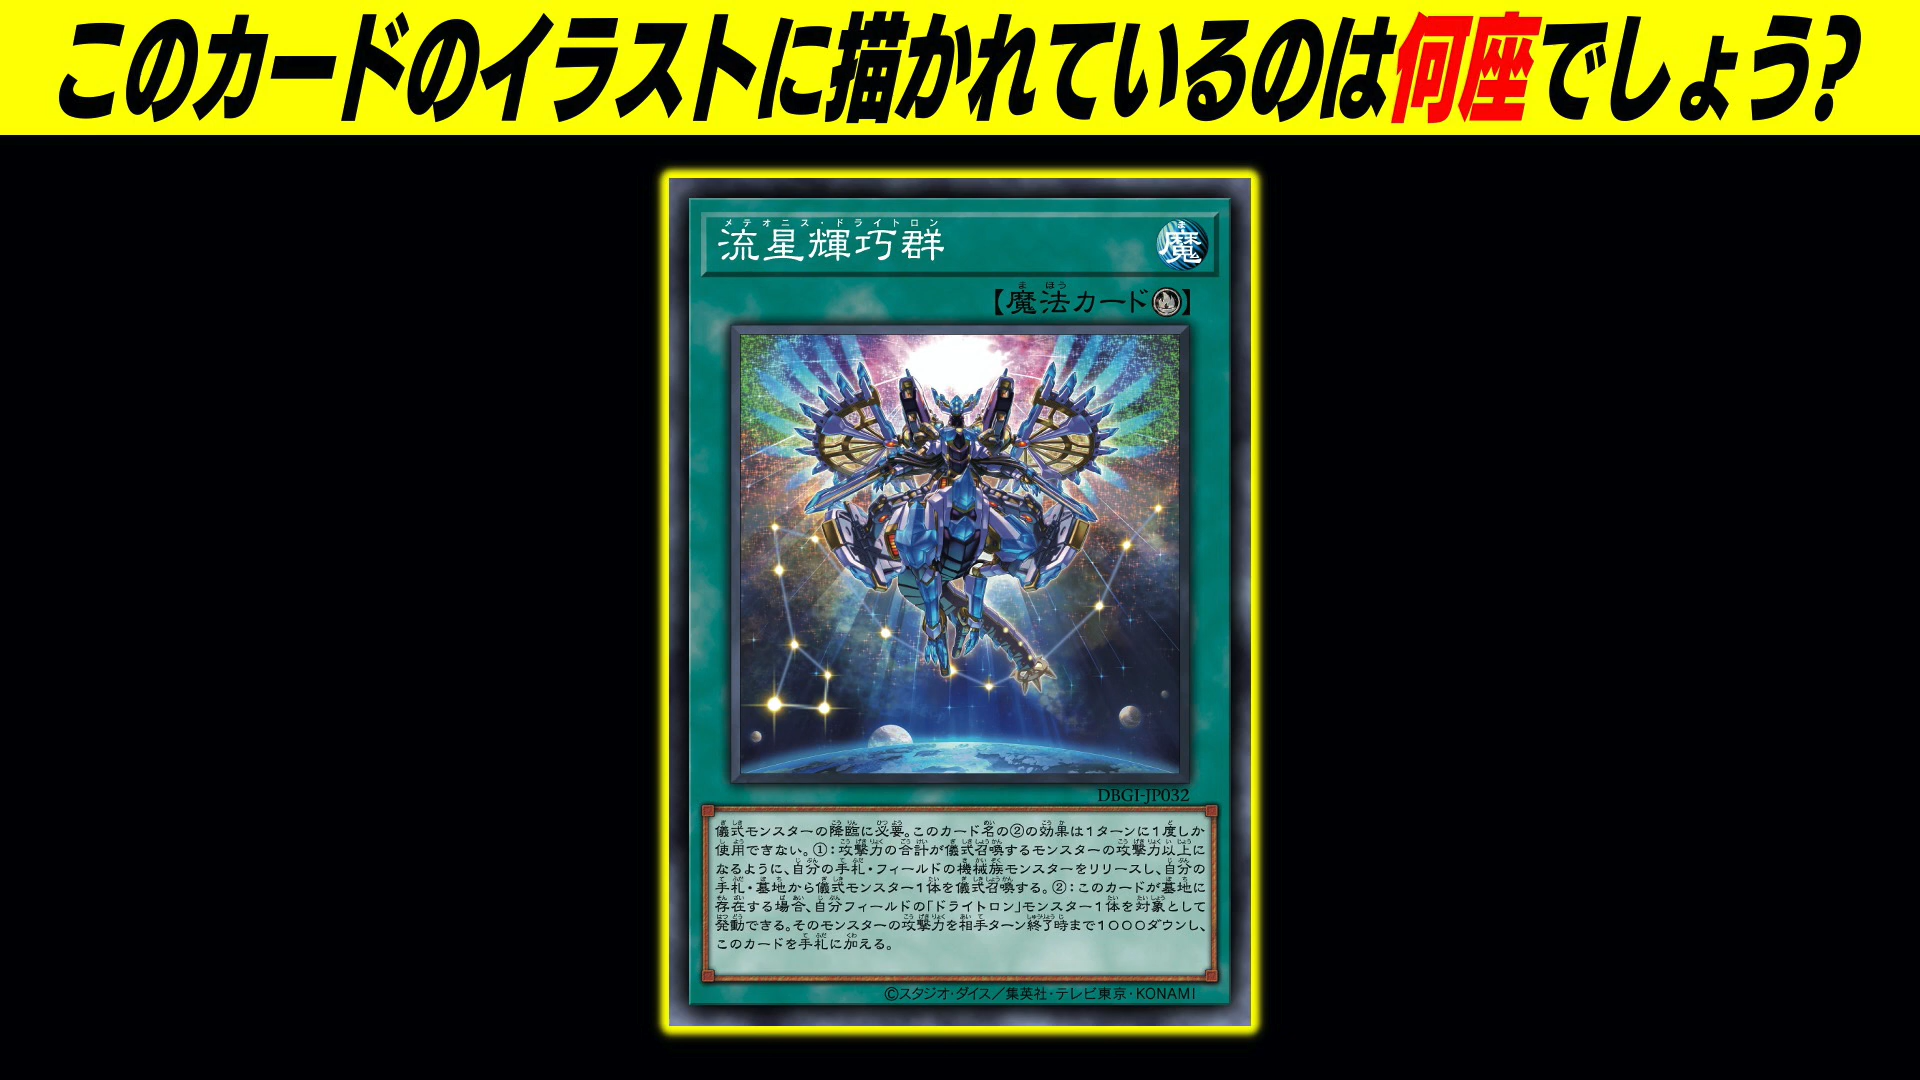 このカードのイラストに描かれているのは何座でしょう?
メテオニス・ドライトロン
流星輝巧群
魔
【魔法カード】
DBGI-JP032
儀式モンスターの降臨に必要。このカード名の②の効果は1ターンに1度しか
使用できない。①：攻撃力の合計が儀式召喚するモンスターの攻撃力以上に
なるように、自分の手札・フィールドの機械族モンスターをリリースし、自分の
手札・墓地から儀式モンスター1体を儀式召喚する。②：このカードが墓地に
存在する場合、自分フィールドの「ドライトロン」モンスター1体を対象として
発動できる。そのモンスターの攻撃力を相手ターン終了時まで1000ダウンし、
このカードを手札に加える。
©スタジオ・ダイス／集英社・テレビ東京・KONAMI